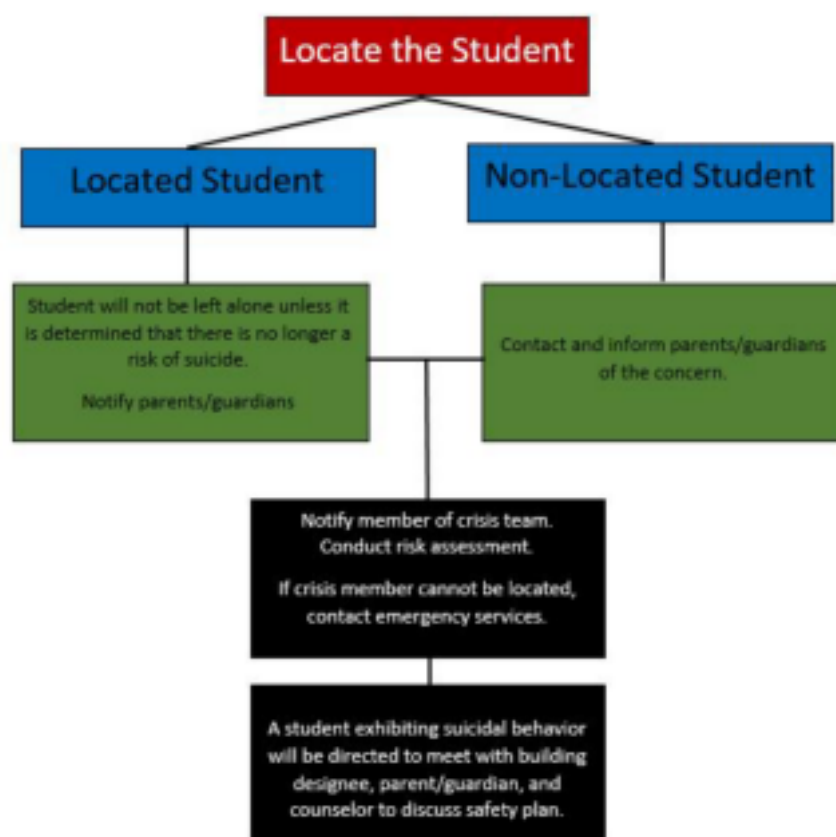 Locate the Student
Located Student
Non-Located Student
Student will not be left alone unless it
is determined that there is no longer a
risk of suicide.
Notify parents/guardians
Contact and inform parents/guardians
of the concern.
Notify member of crisis team.
Conduct risk assessment.
If crisis member cannot be located,
contact emergency services.
A student exhibiting suicidal behavior
will be directed to meet with building
designee, parent/guardian, and
counselor to discuss safety plan.